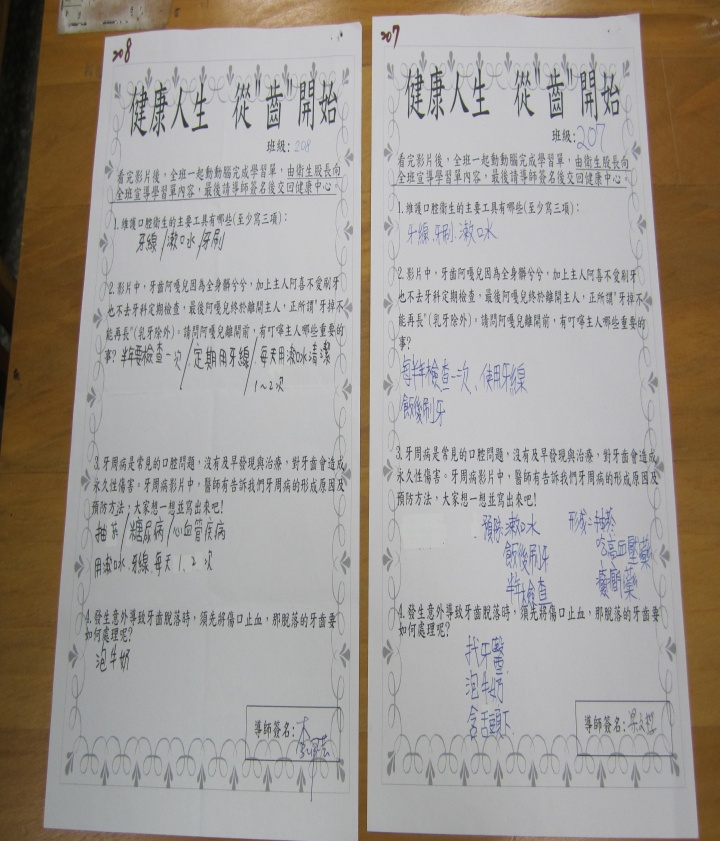 208
健康人生 從"齒"開始
班級: 208
看完影片後，全班一起動動腦完成學習單，由衛生股長向
全班宣導學習單內容，最後請導師簽名後交回健康中心。
1.維護口腔衛生的主要工具有哪些(至少寫三項):
牙線/漱口水/牙刷
2.影片中，牙齒阿嘎兒因為全身髒兮兮，加上主人阿喜不愛刷牙
也不去牙科定期檢查，最後阿嘎兒終於離開主人，正所謂"牙掉不
能再長"(乳牙除外)。請問阿嘎兒離開前，有叮嚀主人哪些重要的
事?半年要檢查一次/定期用牙線/每天用漱口水清潔
1~2次
3.牙周病是常見的口腔問題，沒有及早發現與治療，對牙齒會造成
永久性傷害。牙周病影片中，醫師有告訴我們牙周病的形成原因及
預防方法，大家想一想並寫出來吧!
抽菸/糖尿病/心血管疾病
用漱口水、牙線每天1、2次
4.發生意外導致牙齒脫落時，須先將傷口止血，那脫落的牙齒要
如何處理呢?
泡牛奶
導師簽名:
207
健康人生 從"齒"開始
班級: 207
看完影片後，全班一起動動腦完成學習單，由衛生股長向
全班宣導學習單內容，最後請導師簽名後交回健康中心。
1.維護口腔衛生的主要工具有哪些(至少寫三項):
牙線、牙刷、漱口水
2.影片中，牙齒阿嘎兒因為全身髒兮兮，加上主人阿喜不愛刷牙
也不去牙科定期檢查，最後阿嘎兒終於離開主人，正所謂"牙掉不
能再長"(乳牙除外)。請問阿嘎兒離開前，有叮嚀主人哪些重要的
事?
每半年檢查一次、使用牙線
飯後刷牙
3.牙周病是常見的口腔問題，沒有及早發現與治療，對牙齒會造成
永久性傷害。牙周病影片中，醫師有告訴我們牙周病的形成原因及
預防方法，大家想一想並寫出來吧!
預防:漱口水 形成:抽菸
飯後刷牙 吃高血壓藥
半年檢查 癲癇藥
4.發生意外導致牙齒脫落時，須先將傷口止血，那脫落的牙齒要
如何處理呢?
找牙醫
泡牛奶
含舌頭下
導師簽名: